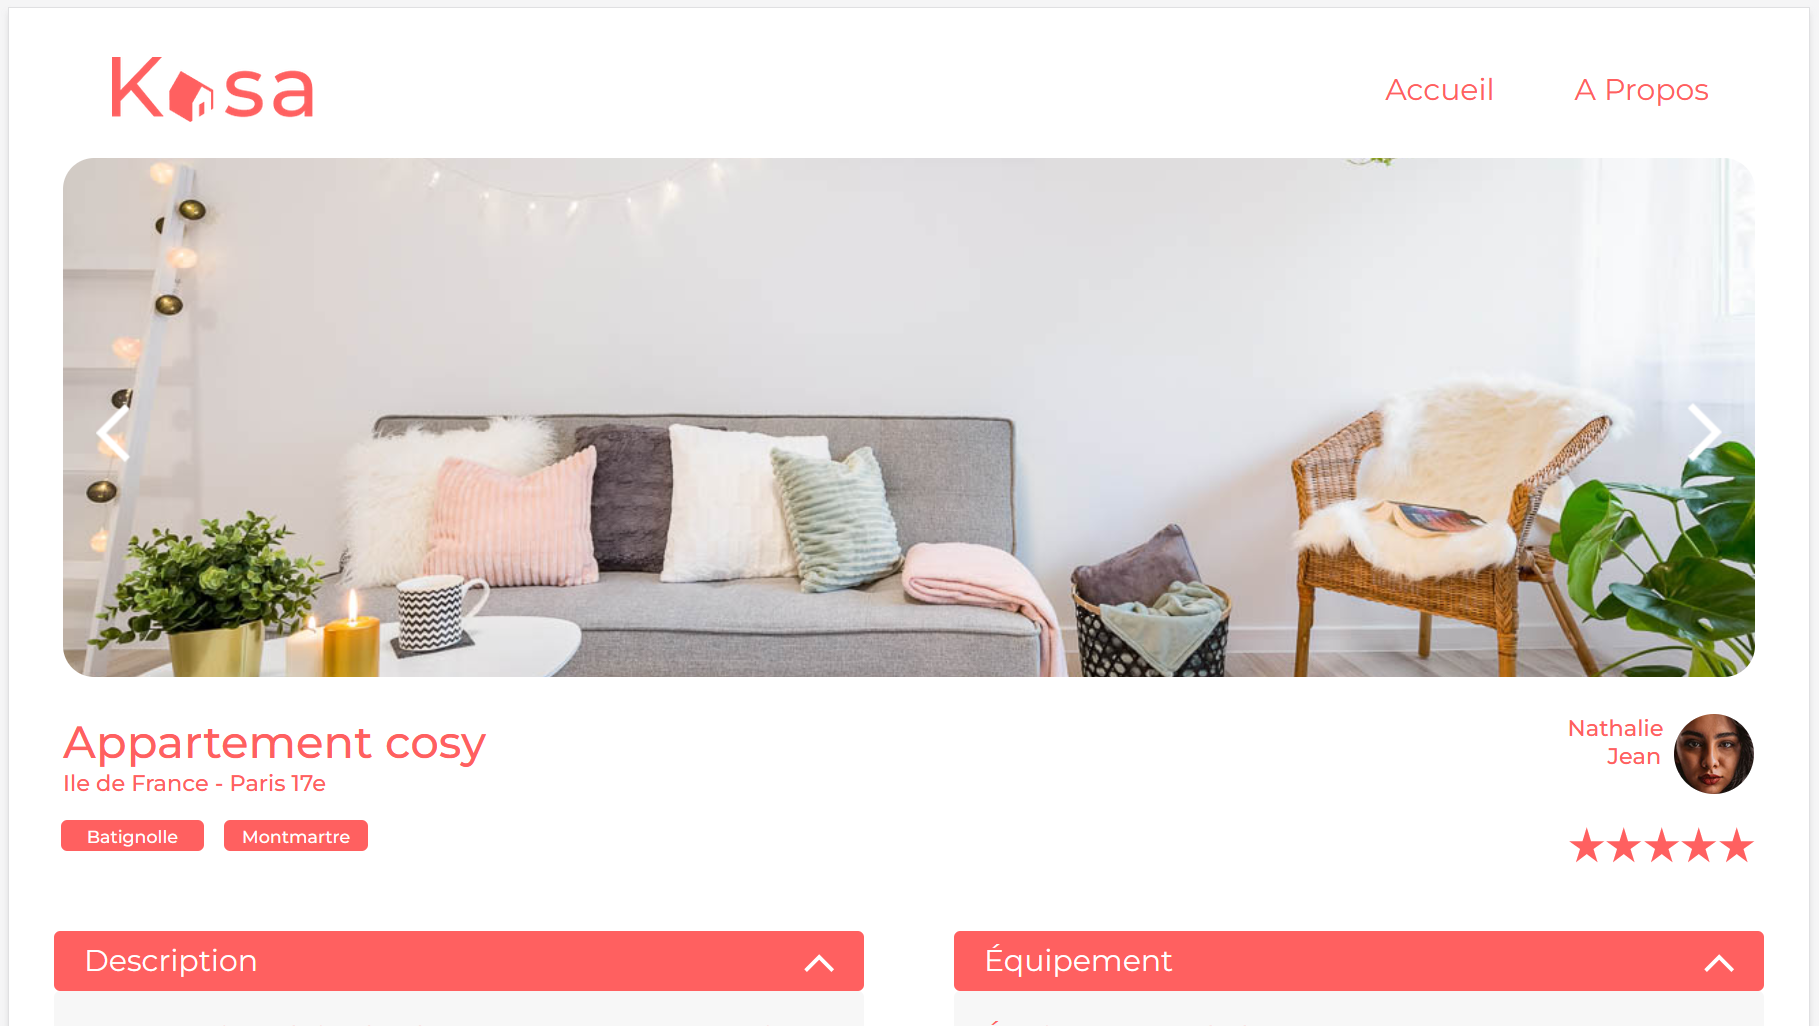 Kasa
Accueil
A Propos
Appartement cosy
Ile de France - Paris 17e
Batignolle
Montmartre
Nathalie
Jean
Description
Équipement